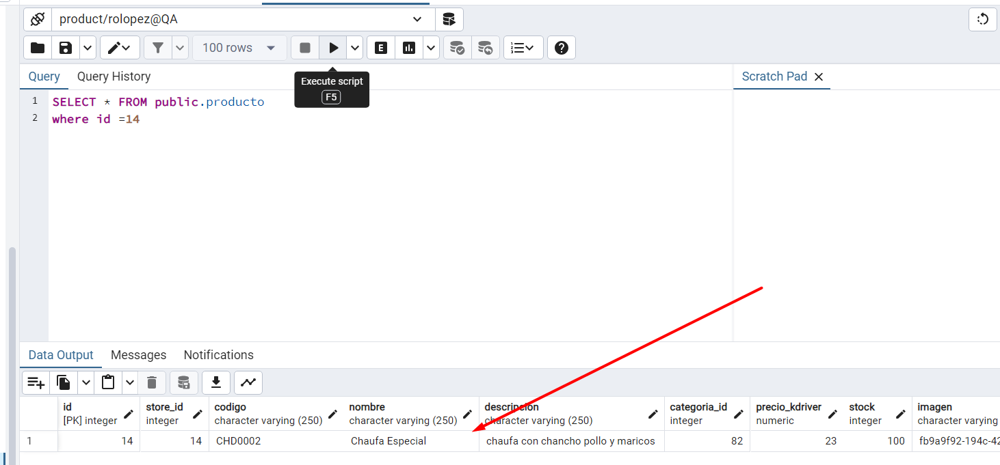 product/rolopez@QA
100 rows
E
Query Query History
Execute script
F5
Scratch Pad
1 SELECT * FROM public.producto
2 where id =14
Data Output Messages Notifications
id store_id codigo nombre descripcion categoria_id precio_kdriver stock imagen
[PK] integer integer character varying (250) character varying (250) character varying (250) integer numeric integer character varying
1 14 14 CHD0002 Chaufa Especial chaufa con chancho pollo y maricos 82 23 100 fb9a9f92-194c-42